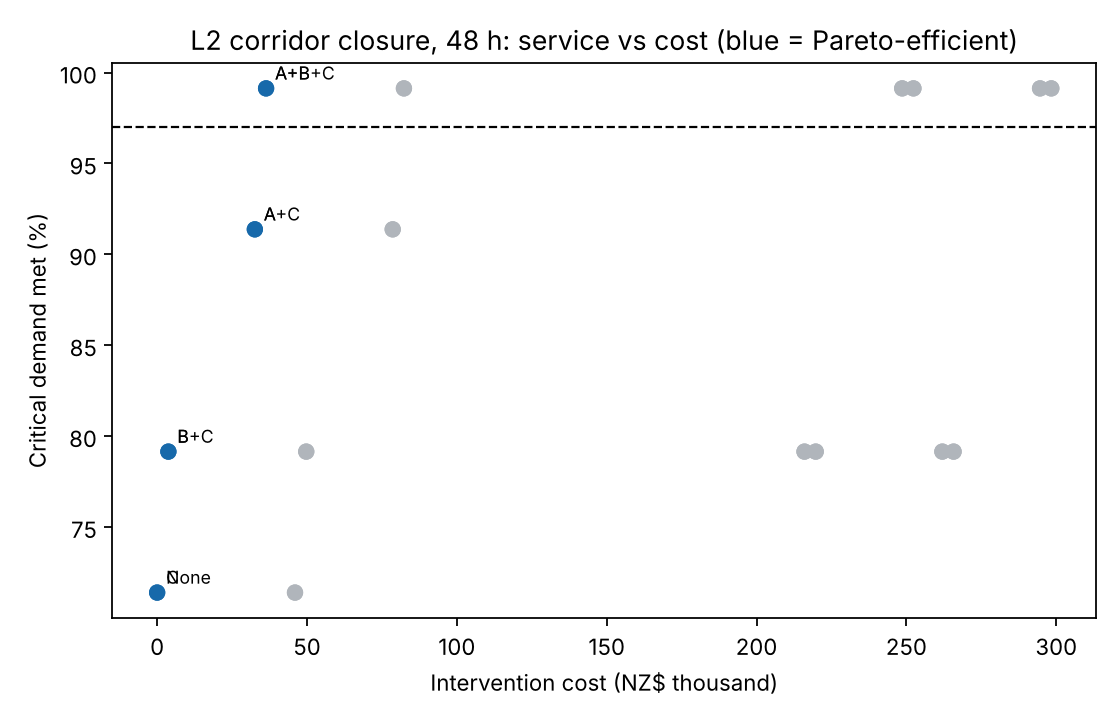 L2 corridor closure, 48 h: service vs cost (blue = Pareto-efficient)
100
95
90
85
80
75
Critical demand met (%)
A+B+C
A+C
B+C
None
0
50
100
150
200
250
300
Intervention cost (NZ$ thousand)